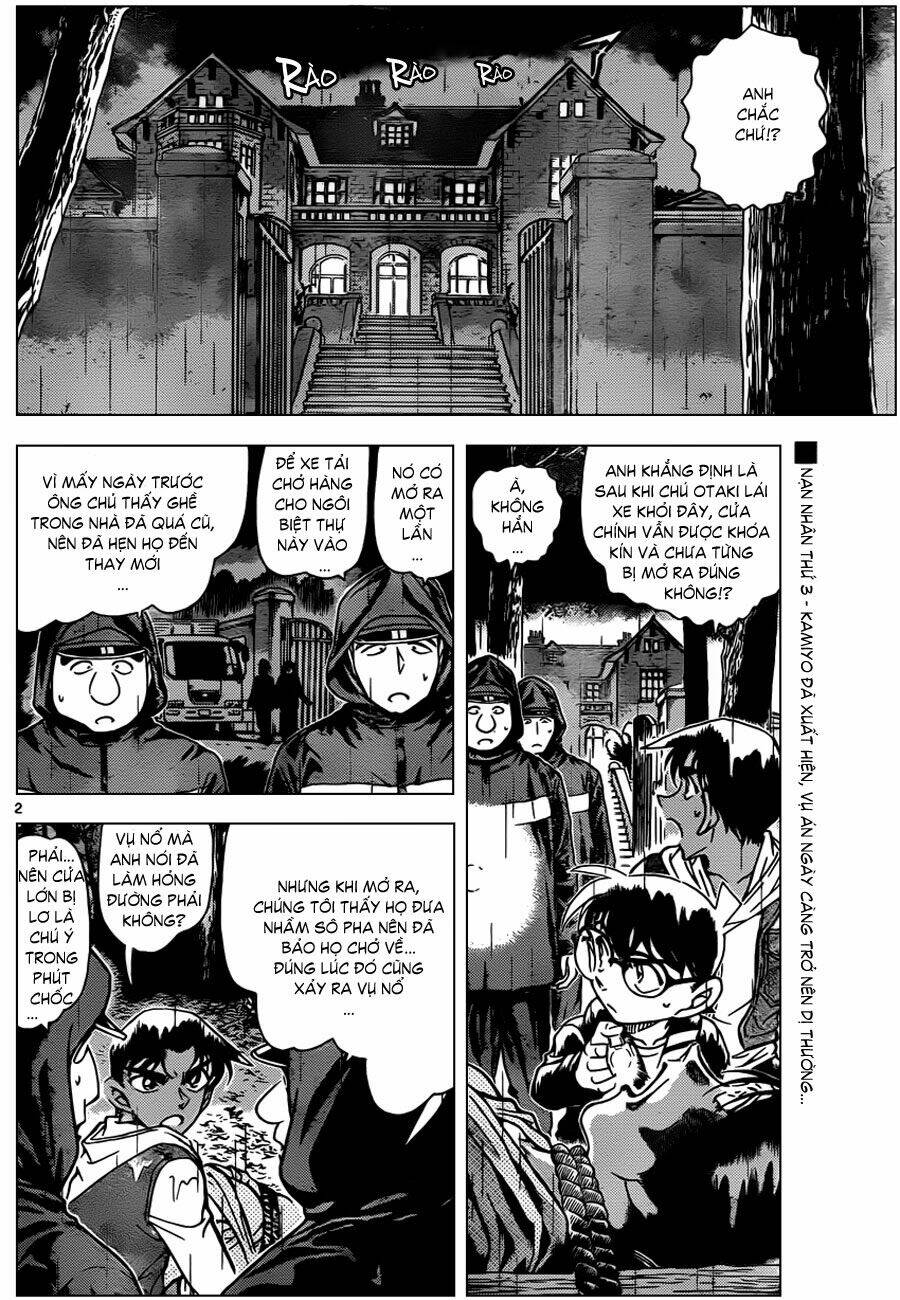 RÀO
RÀO
RÀO
ANH
CHẮC
CHỨ!?
NẠN NHÂN THỨ 3 - KAMIYO ĐÃ XUẤT HIỆN, VỤ ÁN NGÀY CÀNG TRỞ NÊN DỊ THƯỜNG...
ANH KHẲNG ĐỊNH LÀ
SAU KHI CHÚ OTAKI LÁI
XE KHỎI ĐÂY, CỬA
CHÍNH VẪN ĐƯỢC KHÓA
KÍN VÀ CHƯA TỪNG
BỊ MỞ RA ĐÚNG
KHÔNG!?
À,
KHÔNG
HẲN
...
NÓ CÓ
MỞ RA
MỘT
LẦN
...
ĐỂ XE TẢI
CHỞ HÀNG
CHO NGÔI
BIỆT THỰ
NÀY VÀO
...
VÌ MẤY NGÀY TRƯỚC
ÔNG CHỦ THẤY GHẾ
TRONG NHÀ ĐÃ QUÁ CŨ,
NÊN ĐÃ HẸN HỌ ĐẾN
THAY MỚI
...
2
NHƯNG KHI MỞ RA,
CHÚNG TÔI THẤY HỌ ĐƯA
NHẦM SÔ PHA NÊN ĐÃ
BẢO HỌ CHỞ VỀ...
ĐÚNG LÚC ĐÓ CŨNG
XẢY RA VỤ NỔ
...
VỤ NỔ MÀ
ANH NÓI ĐÃ
LÀM HỎNG
ĐƯỜNG PHẢI
KHÔNG?
PHẢI...
NÊN CỬA
LỚN BỊ
LƠ LÀ
CHÚ Ý
TRONG
PHÚT
CHỐC
...